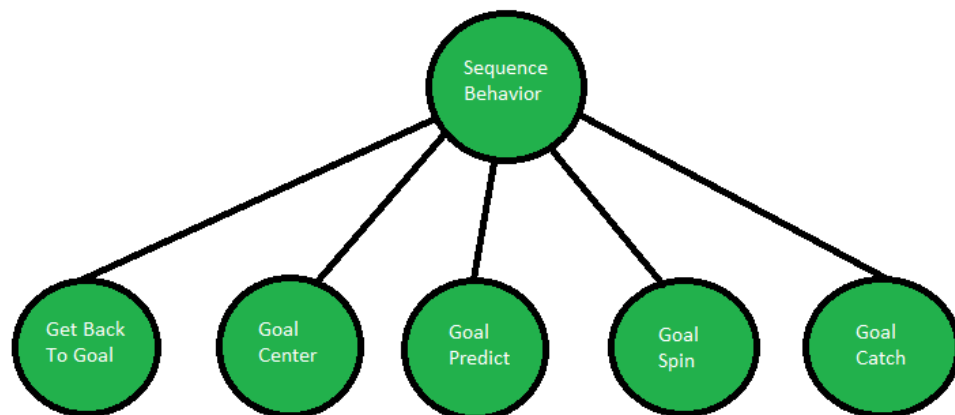 Sequence
Behavior
Get Back
To Goal
Goal
Center
Goal
Predict
Goal
Spin
Goal
Catch